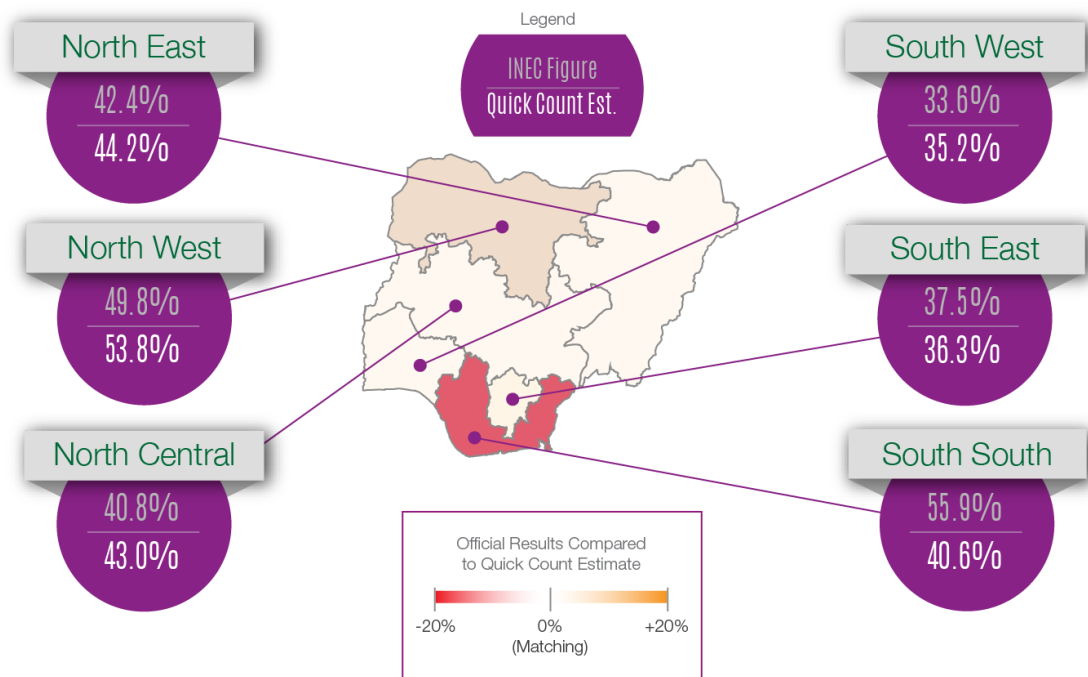 Legend
INEC Figure
Quick Count Est.
North East
42.4%
44.2%
North West
49.8%
53.8%
North Central
40.8%
43.0%
South West
33.6%
35.2%
South East
37.5%
36.3%
South South
55.9%
40.6%
Official Results Compared
to Quick Count Estimate
-20%
0%
+20%
(Matching)